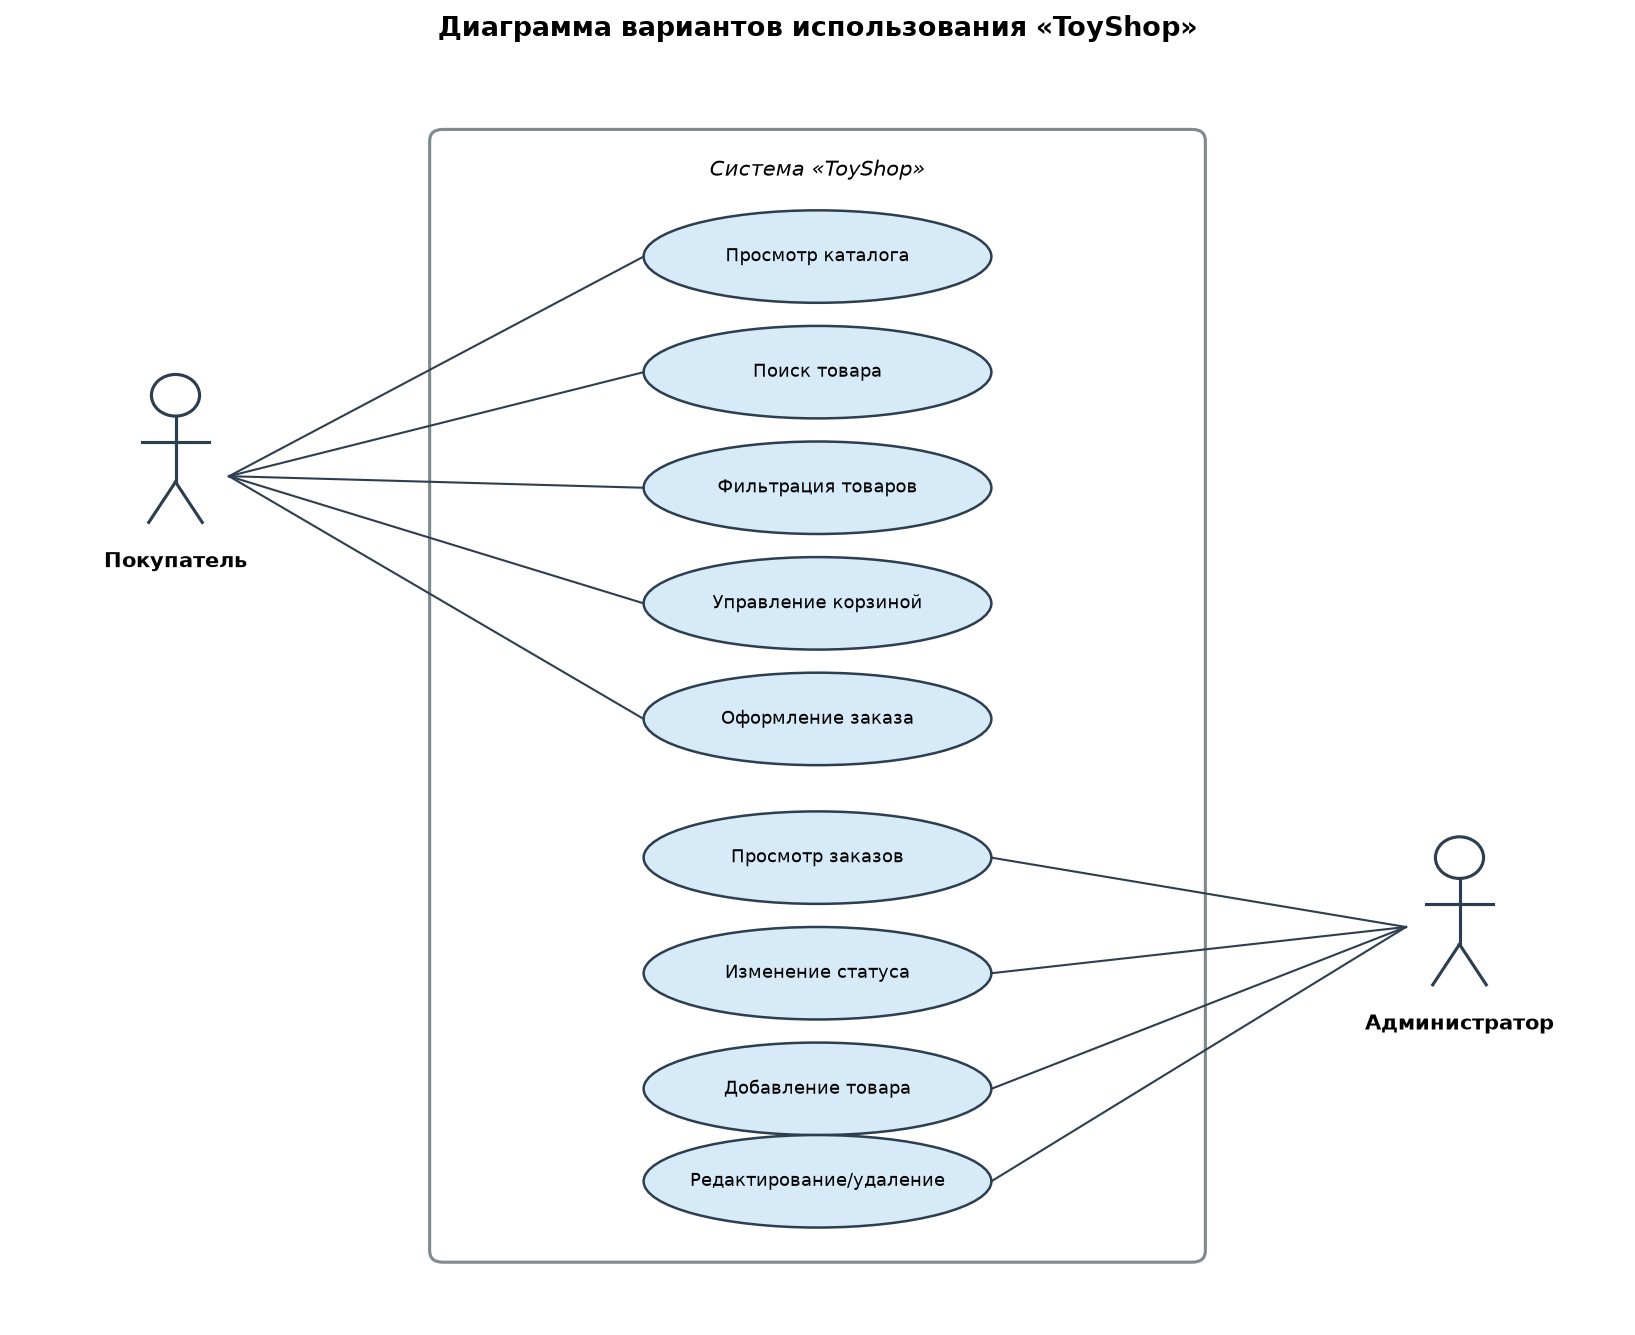 Диаграмма вариантов использования «ToyShop»
Система «ToyShop»
Просмотр каталога
Поиск товара
Фильтрация товаров
Управление корзиной
Покупатель
Оформление заказа
Просмотр заказов
Изменение статуса
Администратор
Добавление товара
Редактирование/удаление